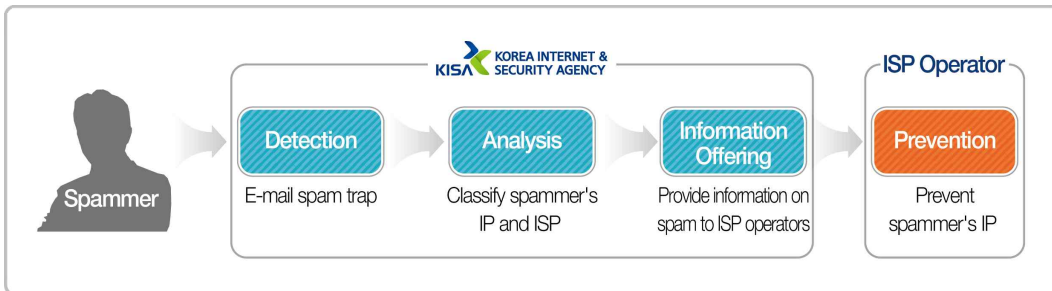 KISA KOREA INTERNET &
SECURITY AGENCY
ISP Operator
Spammer
Detection
E-mail spam trap
Analysis
Classify spammer's
IP and ISP
Information
Offering
Provide information on
spam to ISP operators
Prevention
Prevent
spammer's IP